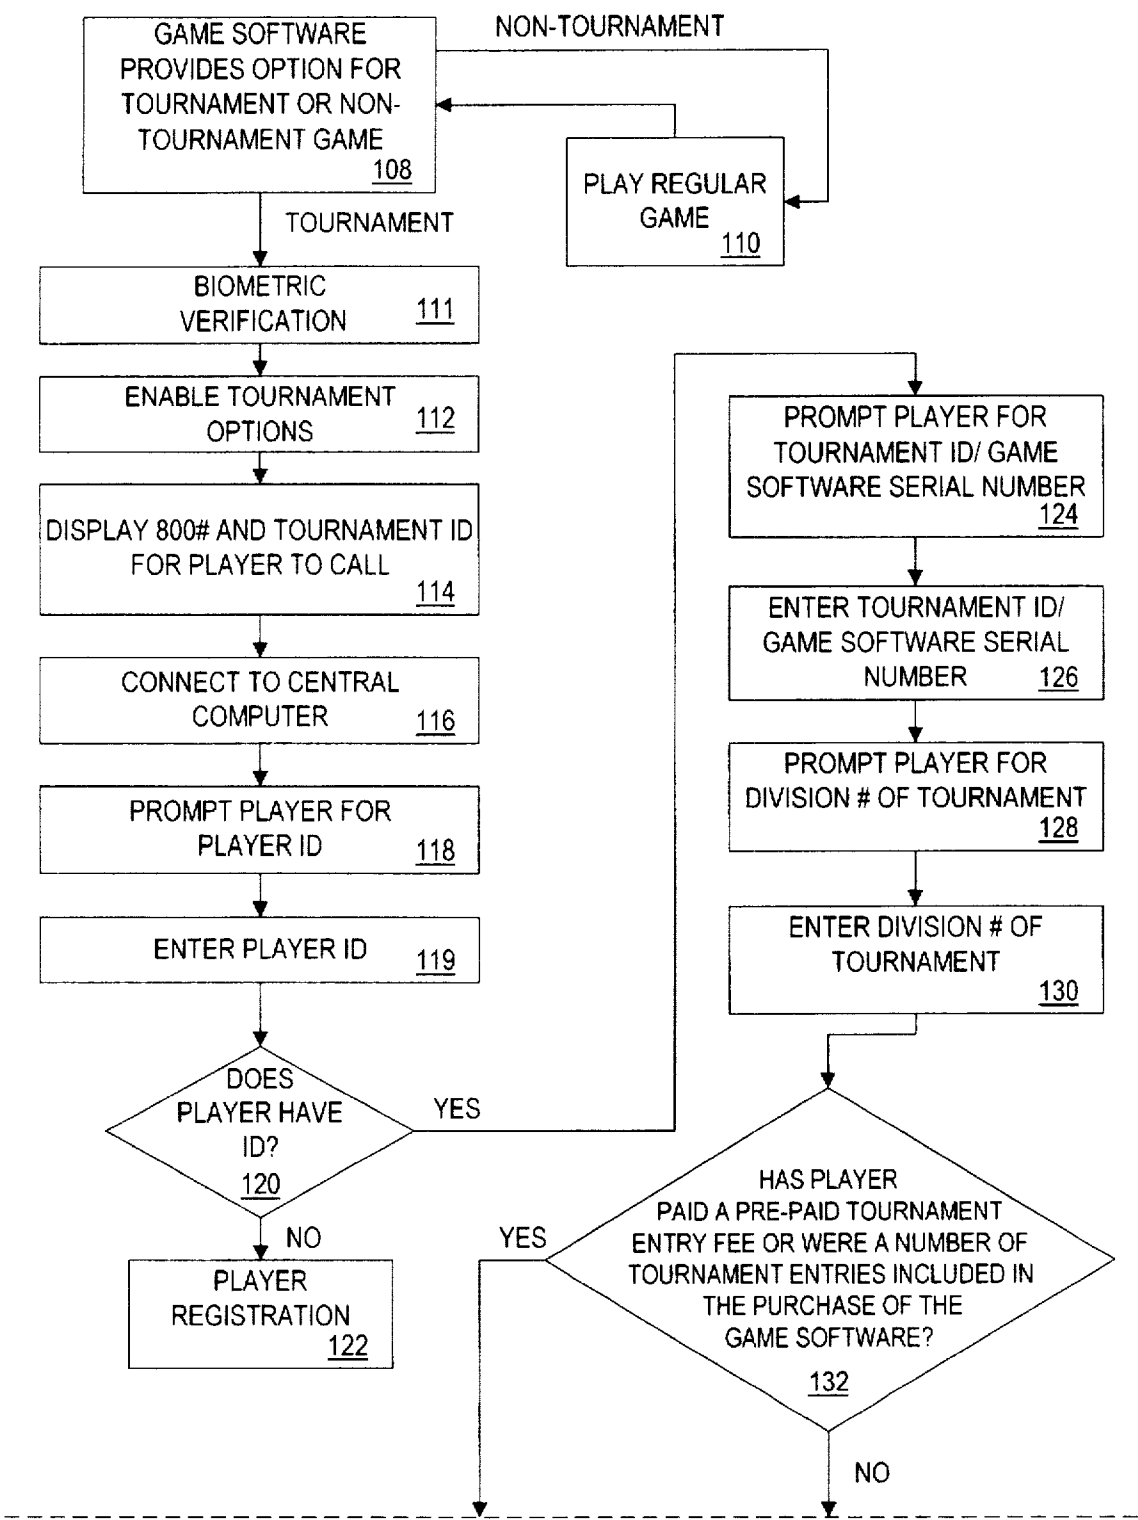 GAME SOFTWARE
PROVIDES OPTION FOR
TOURNAMENT OR NON-
TOURNAMENT GAME
108
NON-TOURNAMENT
PLAY REGULAR
GAME
110
TOURNAMENT
BIOMETRIC
VERIFICATION
111
ENABLE TOURNAMENT
OPTIONS
112
DISPLAY 800# AND TOURNAMENT ID
FOR PLAYER TO CALL
114
CONNECT TO CENTRAL
COMPUTER
116
PROMPT PLAYER FOR
PLAYER ID
118
ENTER PLAYER ID
119
DOES
PLAYER HAVE
ID?
120
YES
NO
PLAYER
REGISTRATION
122
PROMPT PLAYER FOR
TOURNAMENT ID/ GAME
SOFTWARE SERIAL NUMBER
124
ENTER TOURNAMENT ID/
GAME SOFTWARE SERIAL
NUMBER
126
PROMPT PLAYER FOR
DIVISION # OF TOURNAMENT
128
ENTER DIVISION # OF
TOURNAMENT
130
HAS PLAYER
PAID A PRE-PAID TOURNAMENT
ENTRY FEE OR WERE A NUMBER OF
TOURNAMENT ENTRIES INCLUDED IN
THE PURCHASE OF THE
GAME SOFTWARE?
132
YES
NO